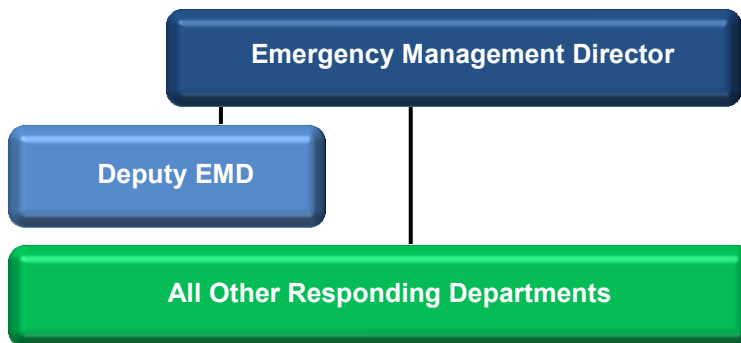 Emergency Management Director
Deputy EMD
All Other Responding Departments